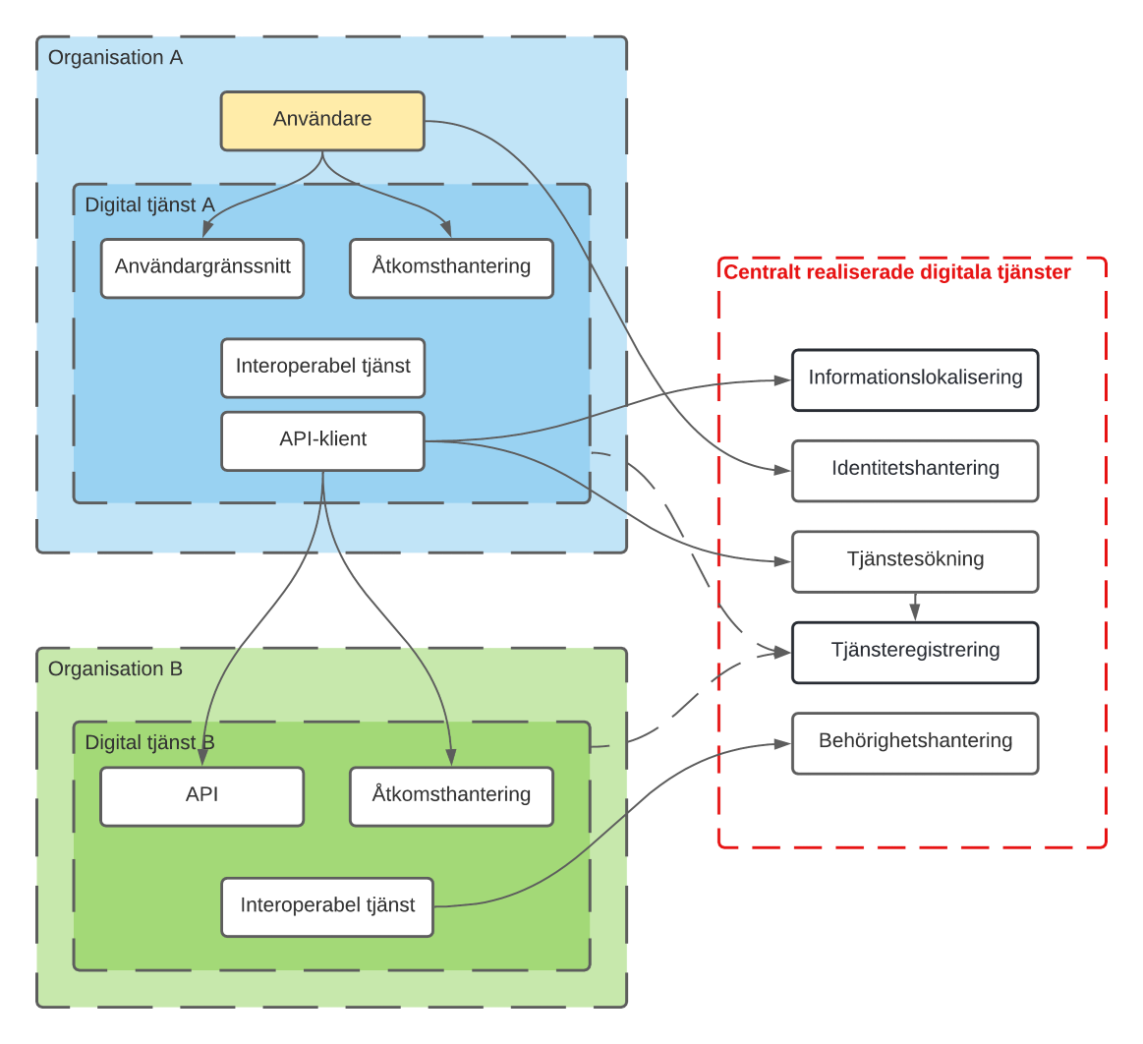 Organisation A
Användare
Digital tjänst A
Användargränssnitt
Åtkomsthantering
Interoperabel tjänst
API-klient
Centralt realiserade digitala tjänster
Informationslokalisering
Identitetshantering
Tjänstesökning
Tjänsteregistrering
Behörighetshantering
Organisation B
Digital tjänst B
API
Åtkomsthantering
Interoperabel tjänst